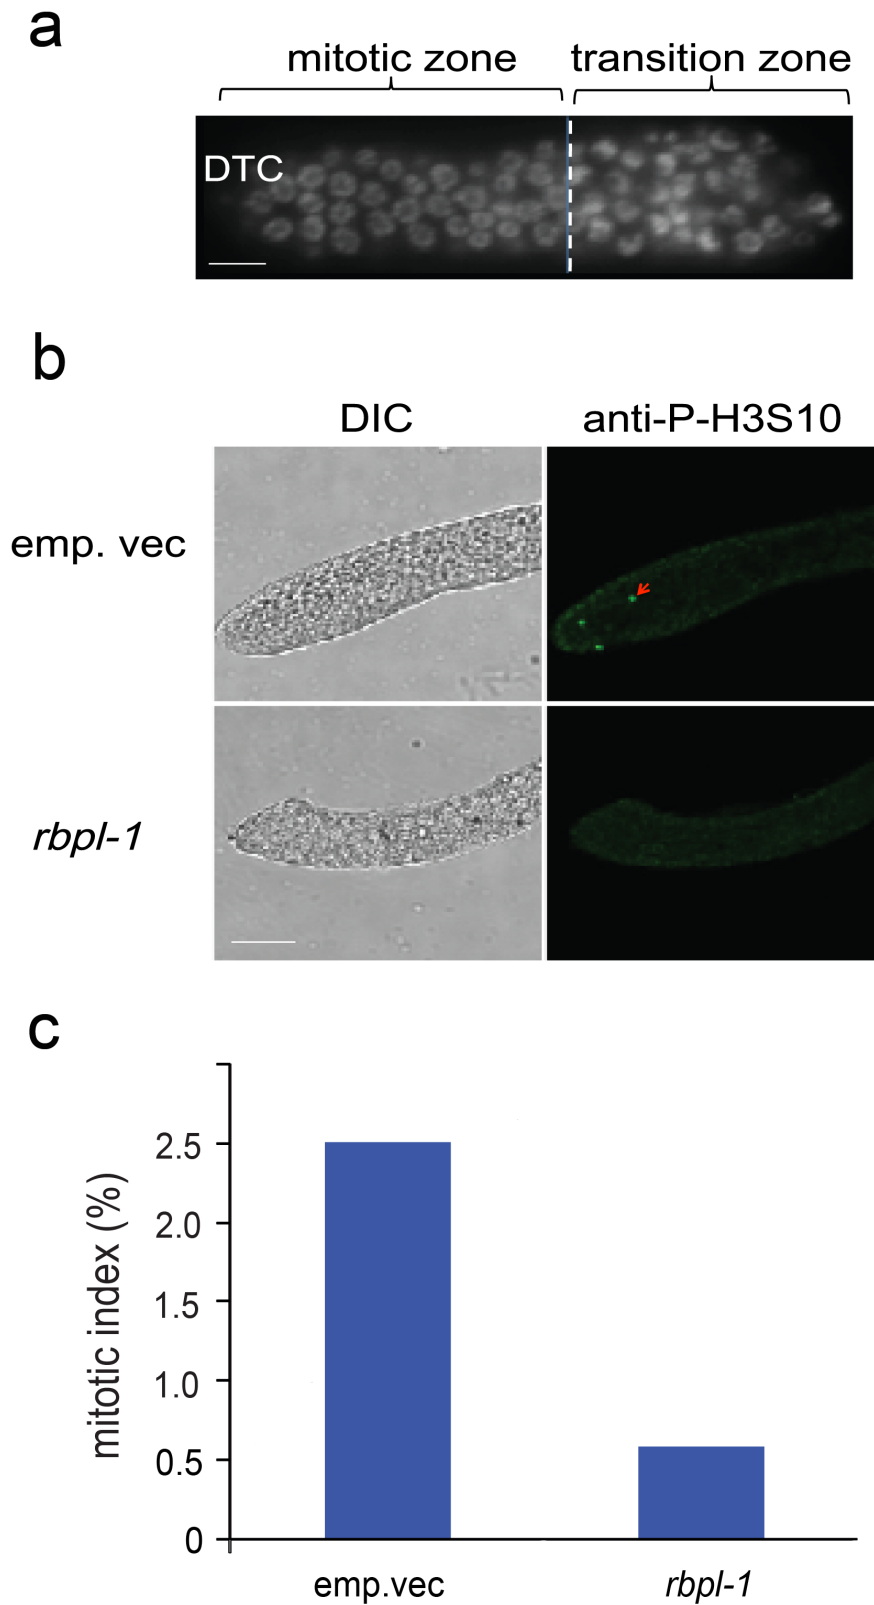 a
mitotic zone transition zone
DTC
b
DIC anti-P-H3S10
emp. vec
rbpl-1
c
mitotic index (%)
2.5
2.0
1.5
1.0
0.5
0
emp.vec rbpl-1